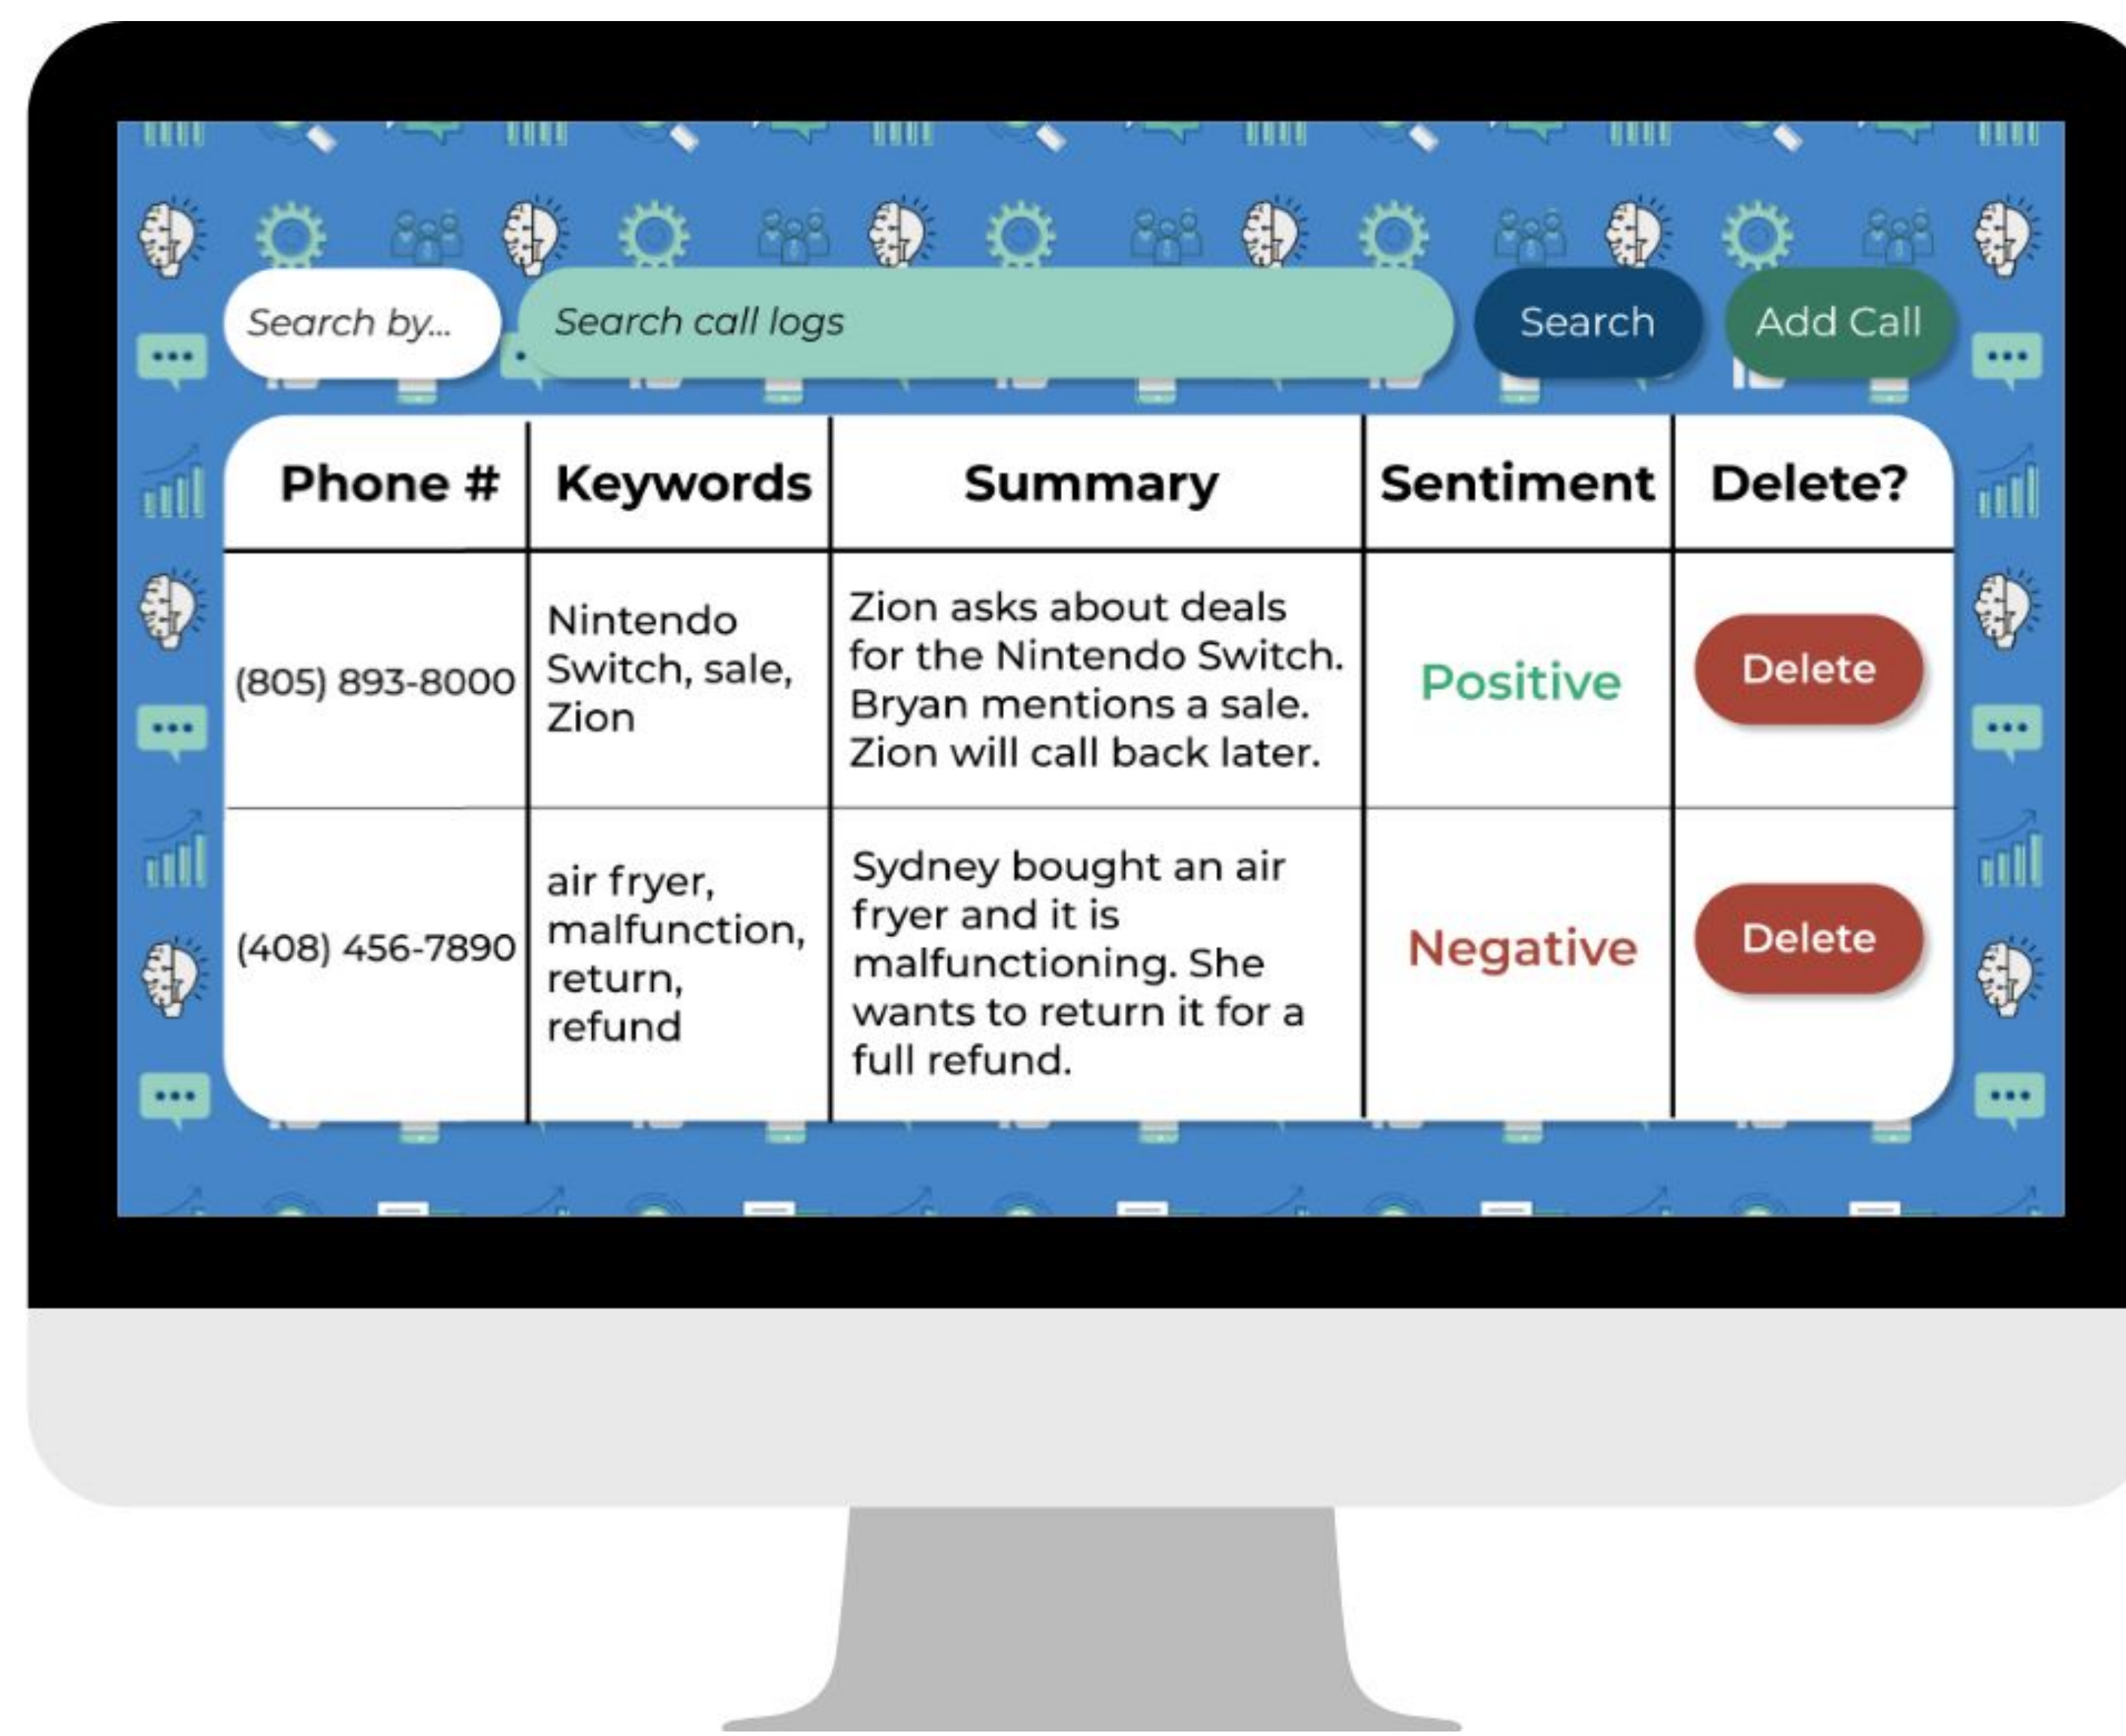 Search by...
Search call logs
Search
Add Call
Phone #
Keywords
Summary
Sentiment
Delete?
(805) 893-8000
Nintendo
Switch, sale,
Zion
Zion asks about deals
for the Nintendo Switch.
Bryan mentions a sale.
Zion will call back later.
Positive
Delete
(408) 456-7890
air fryer,
malfunction,
return,
refund
Sydney bought an air
fryer and it is
malfunctioning. She
wants to return it for a
full refund.
Negative
Delete